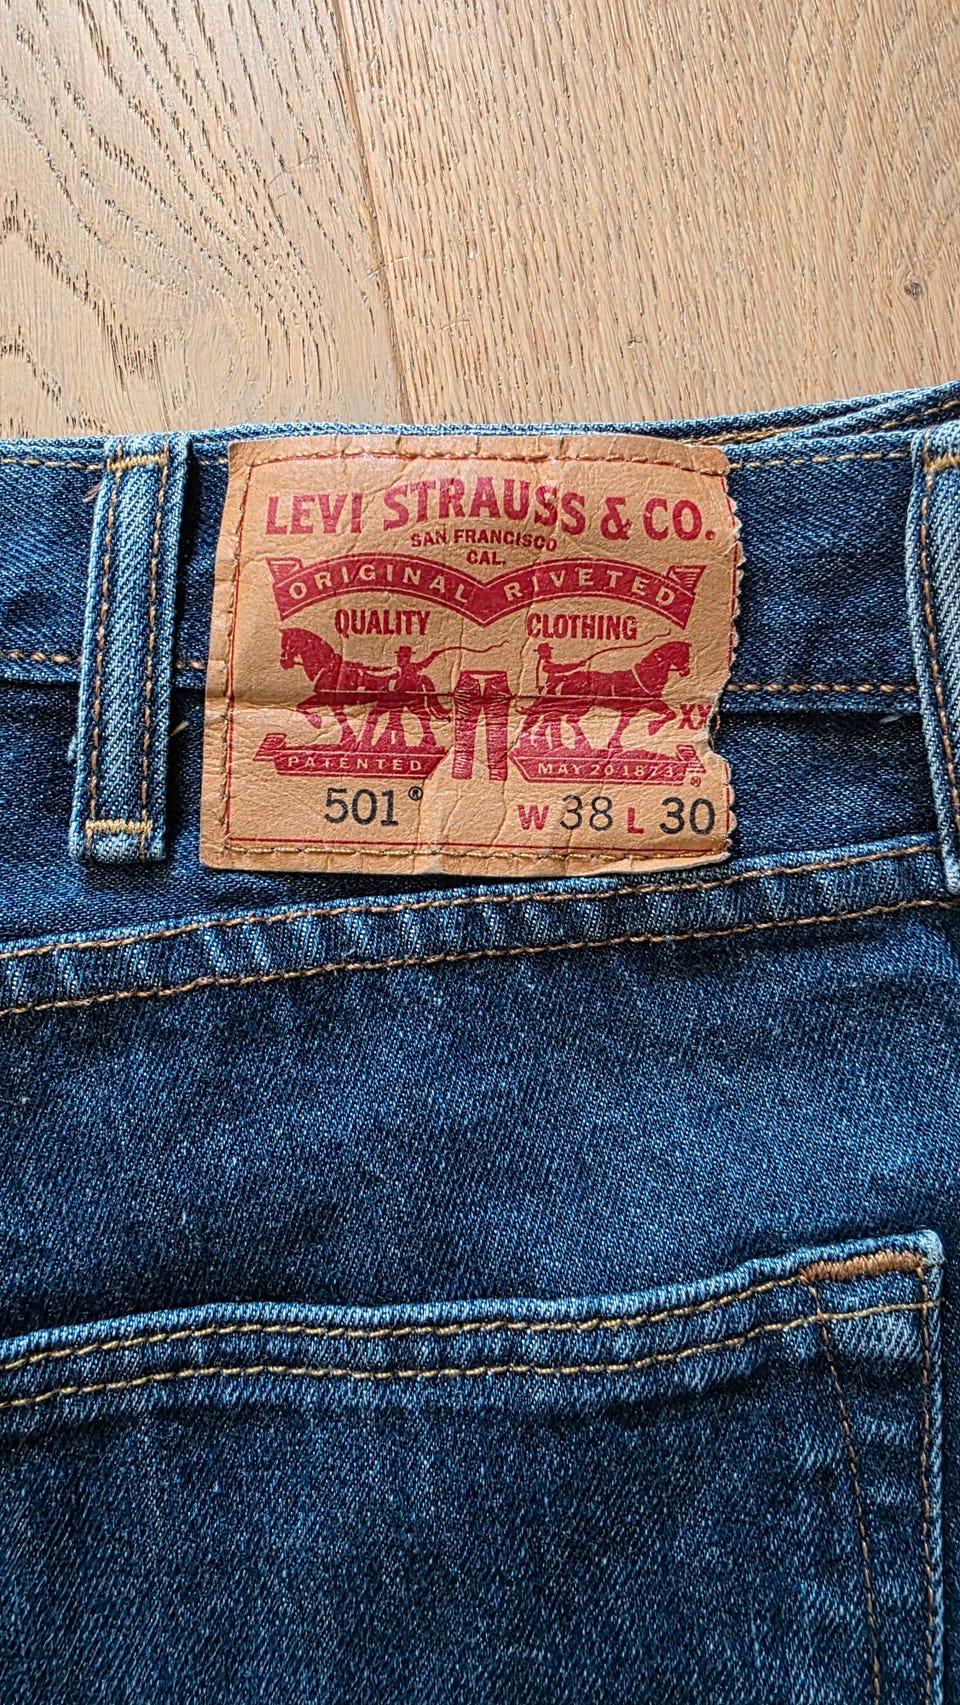 LEVI STRAUSS & CO.
SAN FRANCISCO
CAL.
ORIGINAL RIVETED
QUALITY CLOTHING
XX
PATENTED MAY 20 1873 ®
501® W 38 L 30